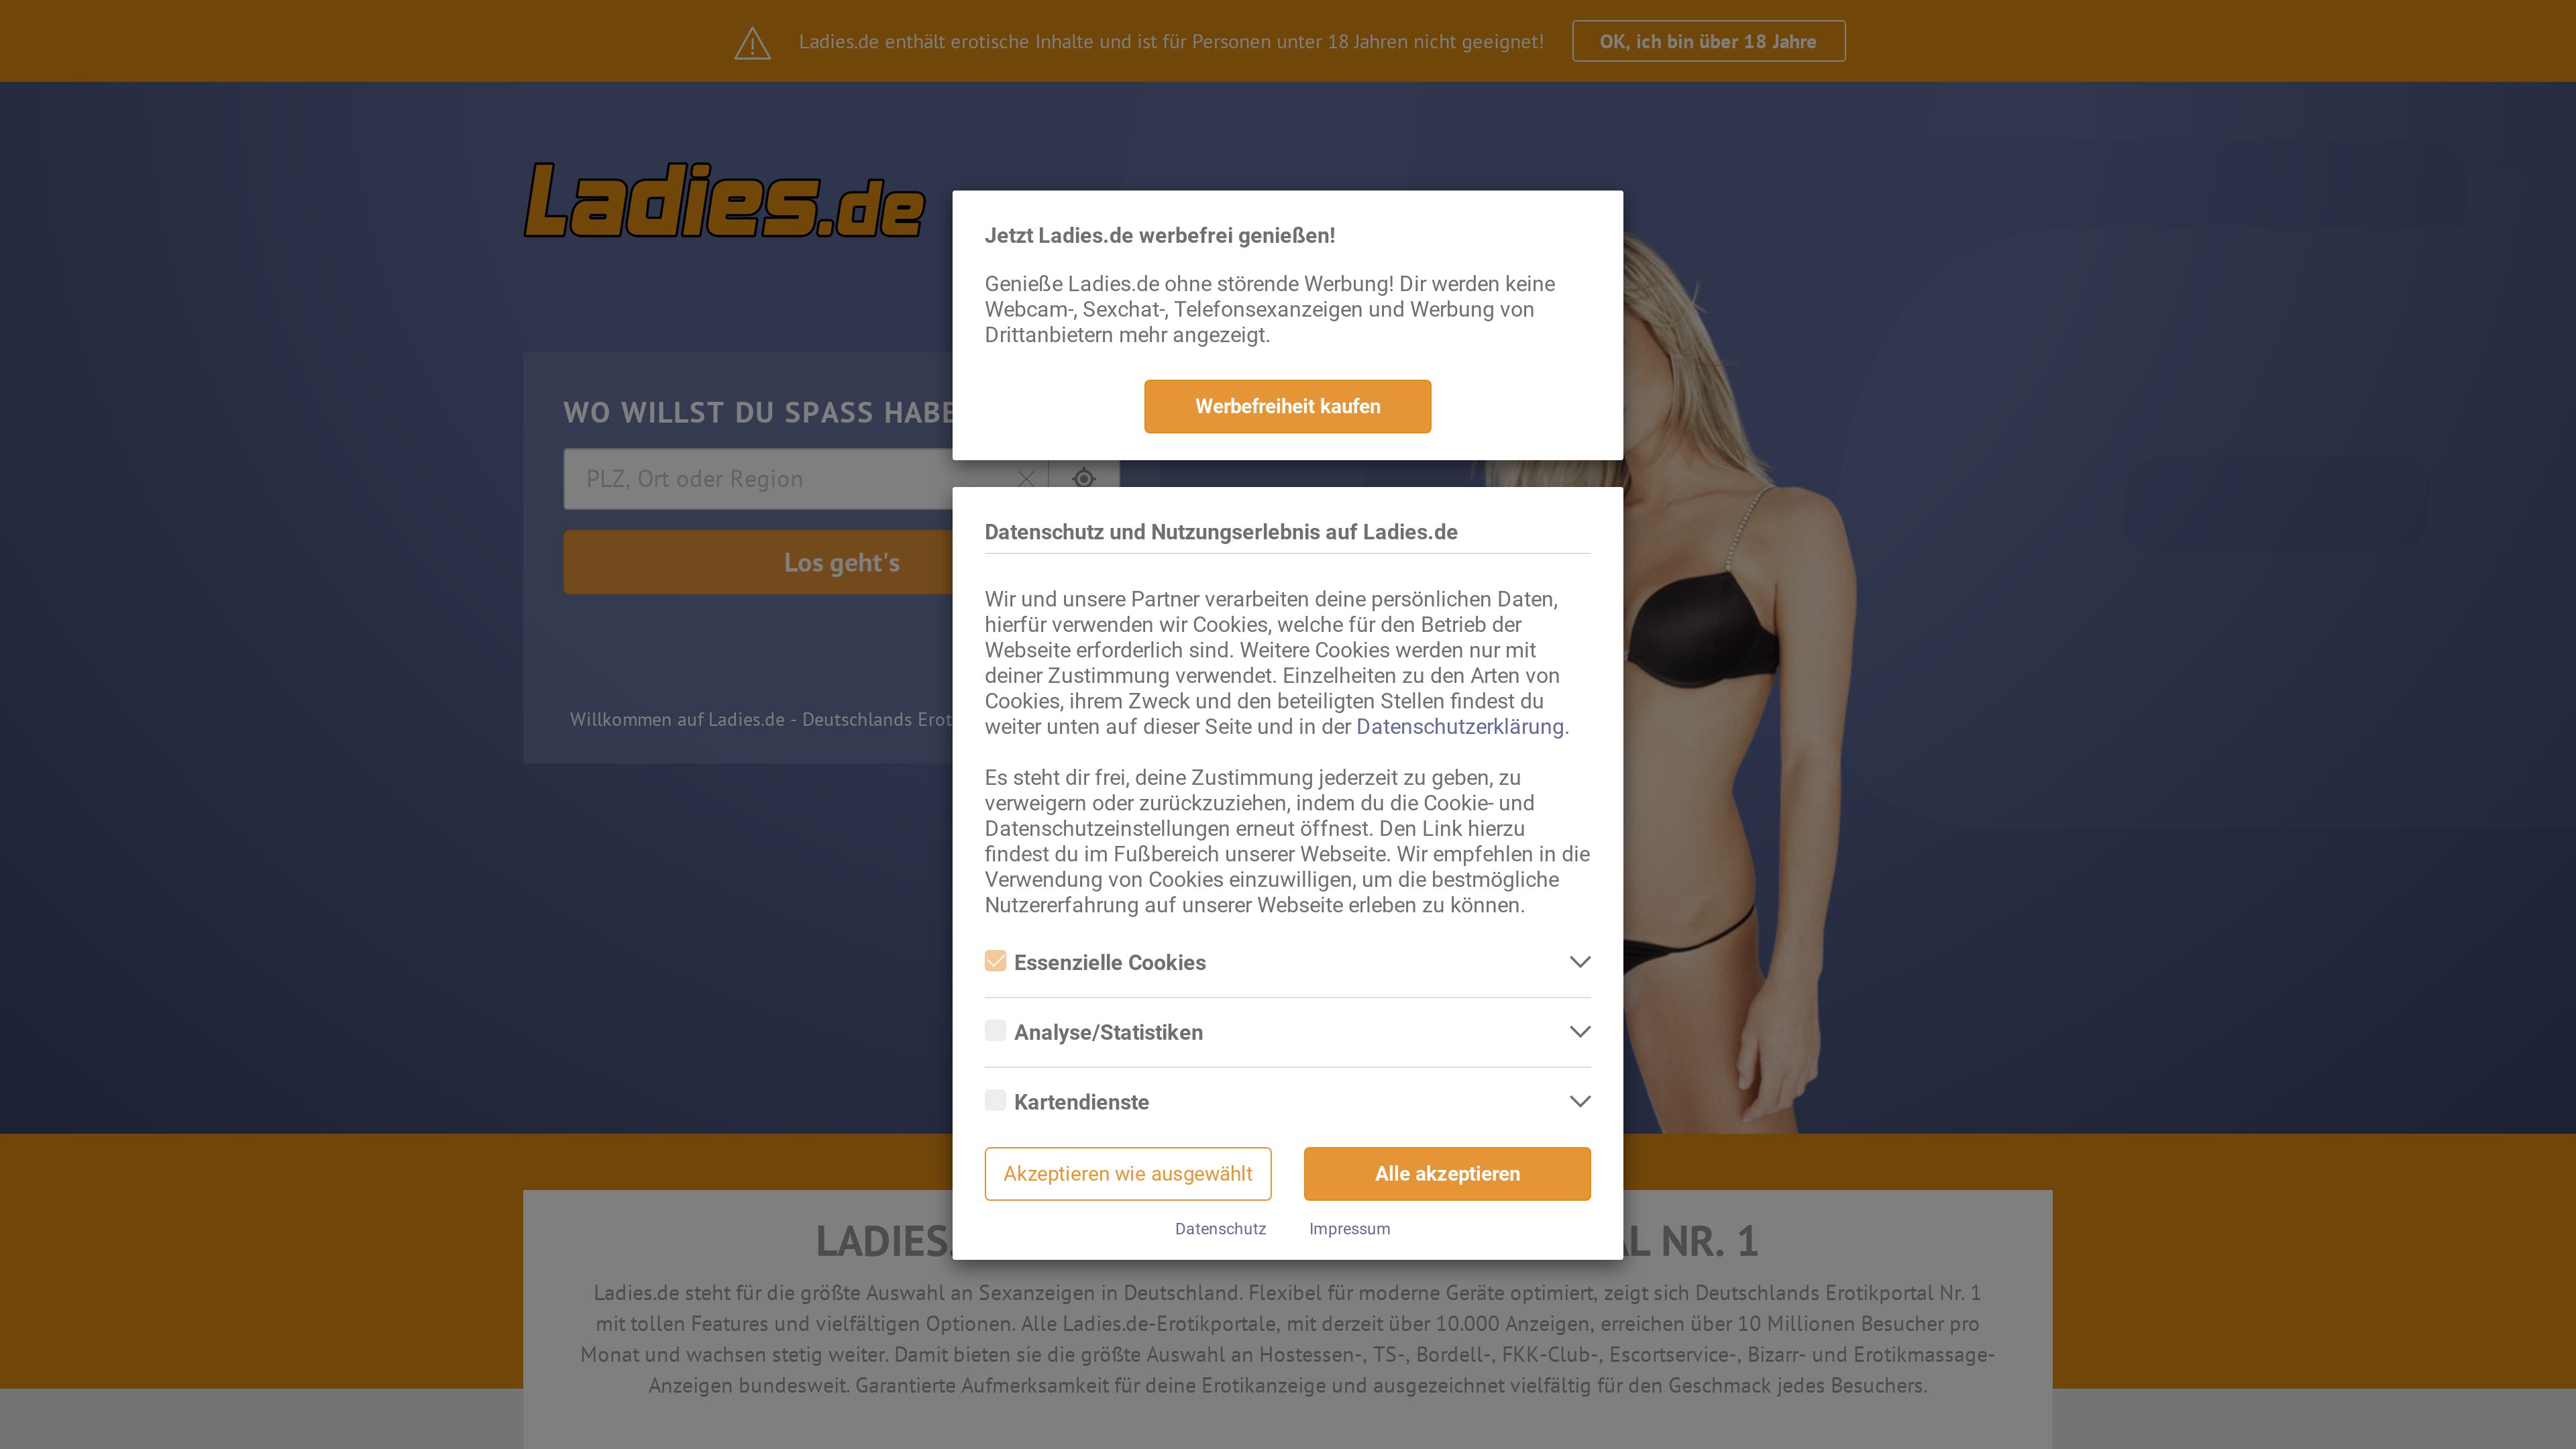 Ladies.de enthält erotische Inhalte und ist für Personen unter 18 Jahren nicht geeignet!
OK, ich bin über 18 Jahre
Ladies.de
Jetzt Ladies.de werbefrei genießen!
Genieße Ladies.de ohne störende Werbung! Dir werden keine
Webcam-, Sexchat-, Telefonsexanzeigen und Werbung von
Drittanbietern mehr angezeigt.
Werbefreiheit kaufen
WO WILLST DU SPASS HABE
PLZ, Ort oder Region
Los geht's
Willkommen auf Ladies.de - Deutschlands Erot
Datenschutz und Nutzungserlebnis auf Ladies.de
Wir und unsere Partner verarbeiten deine persönlichen Daten,
hierfür verwenden wir Cookies, welche für den Betrieb der
Webseite erforderlich sind. Weitere Cookies werden nur mit
deiner Zustimmung verwendet. Einzelheiten zu den Arten von
Cookies, ihrem Zweck und den beteiligten Stellen findest du
weiter unten auf dieser Seite und in der Datenschutzerklärung.
Es steht dir frei, deine Zustimmung jederzeit zu geben, zu
verweigern oder zurückzuziehen, indem du die Cookie- und
Datenschutzeinstellungen erneut öffnest. Den Link hierzu
findest du im Fußbereich unserer Webseite. Wir empfehlen in die
Verwendung von Cookies einzuwilligen, um die bestmögliche
Nutzererfahrung auf unserer Webseite erleben zu können.
Essenzielle Cookies
Analyse/Statistiken
Kartendienste
Akzeptieren wie ausgewählt
Alle akzeptieren
Datenschutz
Impressum
LADIES. AL NR. 1
Ladies.de steht für die größte Auswahl an Sexanzeigen in Deutschland. Flexibel für moderne Geräte optimiert, zeigt sich Deutschlands Erotikportal Nr. 1
mit tollen Features und vielfältigen Optionen. Alle Ladies.de-Erotikportale, mit derzeit über 10.000 Anzeigen, erreichen über 10 Millionen Besucher pro
Monat und wachsen stetig weiter. Damit bieten sie die größte Auswahl an Hostessen-, TS-, Bordell-, FKK-Club-, Escortservice-, Bizarr- und Erotikmassage-
Anzeigen bundesweit. Garantierte Aufmerksamkeit für deine Erotikanzeige und ausgezeichnet vielfältig für den Geschmack jedes Besuchers.